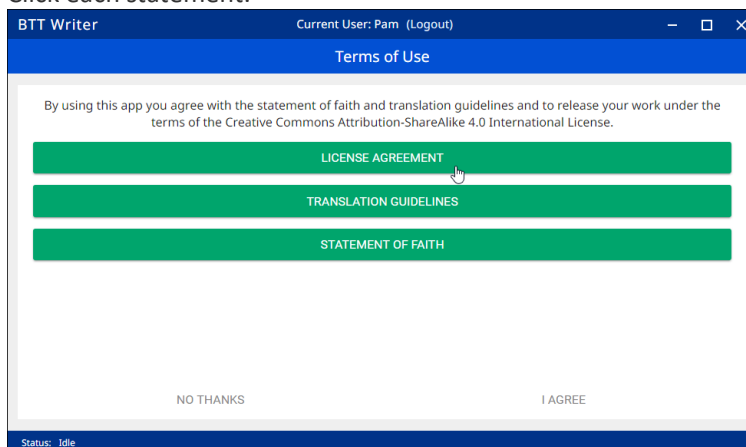 Click each statement.
BTT Writer
Current User: Pam (Logout)
Terms of Use
By using this app you agree with the statement of faith and translation guidelines and to release your work under the
terms of the Creative Commons Attribution-ShareAlike 4.0 International License.
LICENSE AGREEMENT
TRANSLATION GUIDELINES
STATEMENT OF FAITH
NO THANKS
I AGREE
Status: Idle